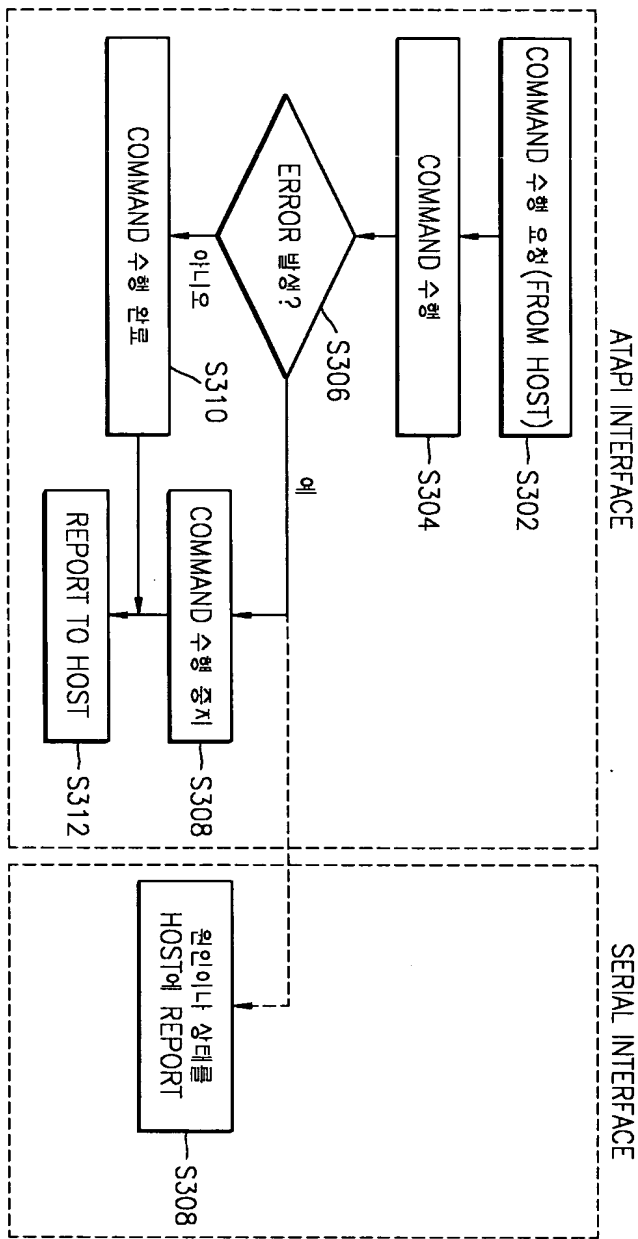 ATAPI INTERFACE
COMMAND 수행 요청(FROM HOST)
S302
COMMAND 수행
S304
ERROR 발생?
S306
예
아니오
COMMAND 수행 중지
S308
COMMAND 수행 완료
S310
REPORT TO HOST
S312
SERIAL INTERFACE
원인이나 상태를
HOST에 REPORT
S308